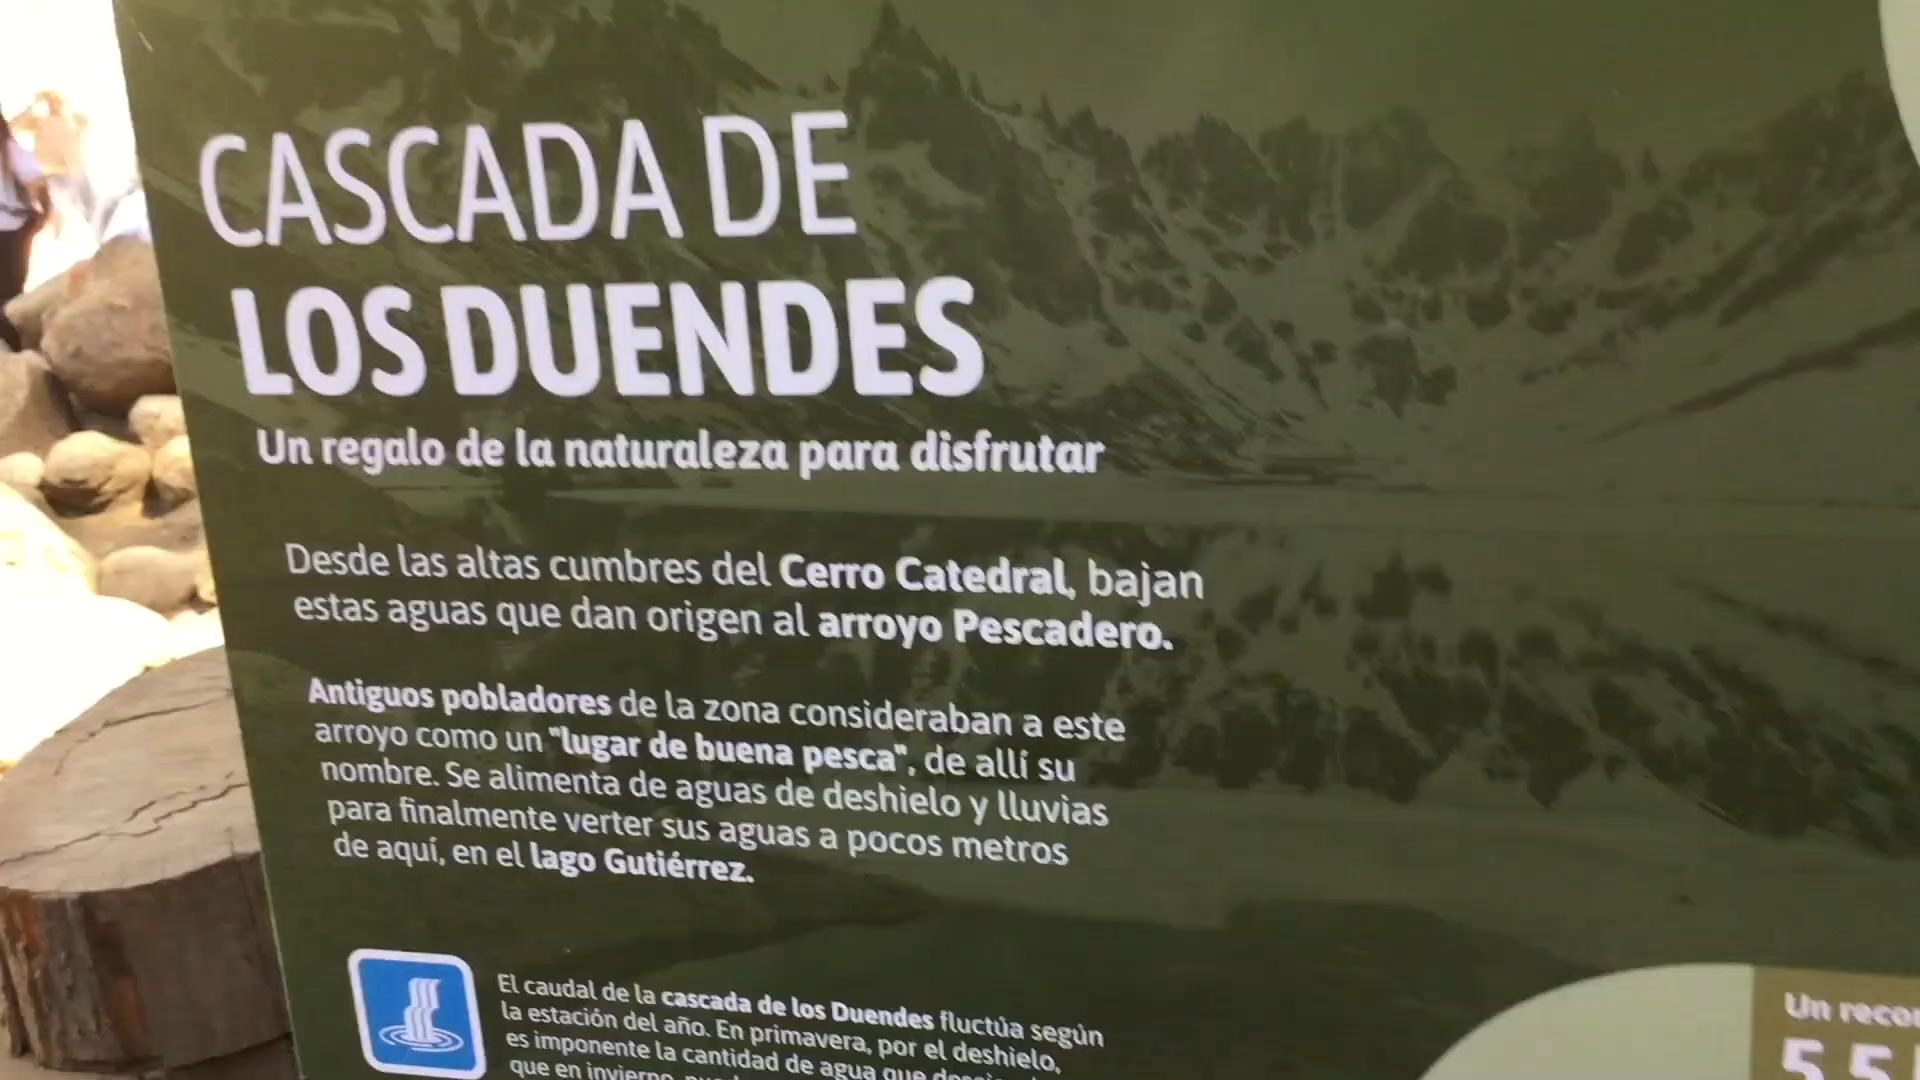 CASCADA DE
LOS DUENDES
Un regalo de la naturaleza para disfrutar
Desde las altas cumbres del Cerro Catedral, bajan
estas aguas que dan origen al arroyo Pescadero.
Antiguos pobladores de la zona consideraban a este
arroyo como un "lugar de buena pesca", de allí su
nombre. Se alimenta de aguas de deshielo y lluvias
para finalmente verter sus aguas a pocos metros
de aquí, en el lago Gutiérrez.
El caudal de la cascada de los Duendes fluctúa según
la estación del año. En primavera, por el deshielo,
es imponente la cantidad de agua que
que en invierno
Un
5,5